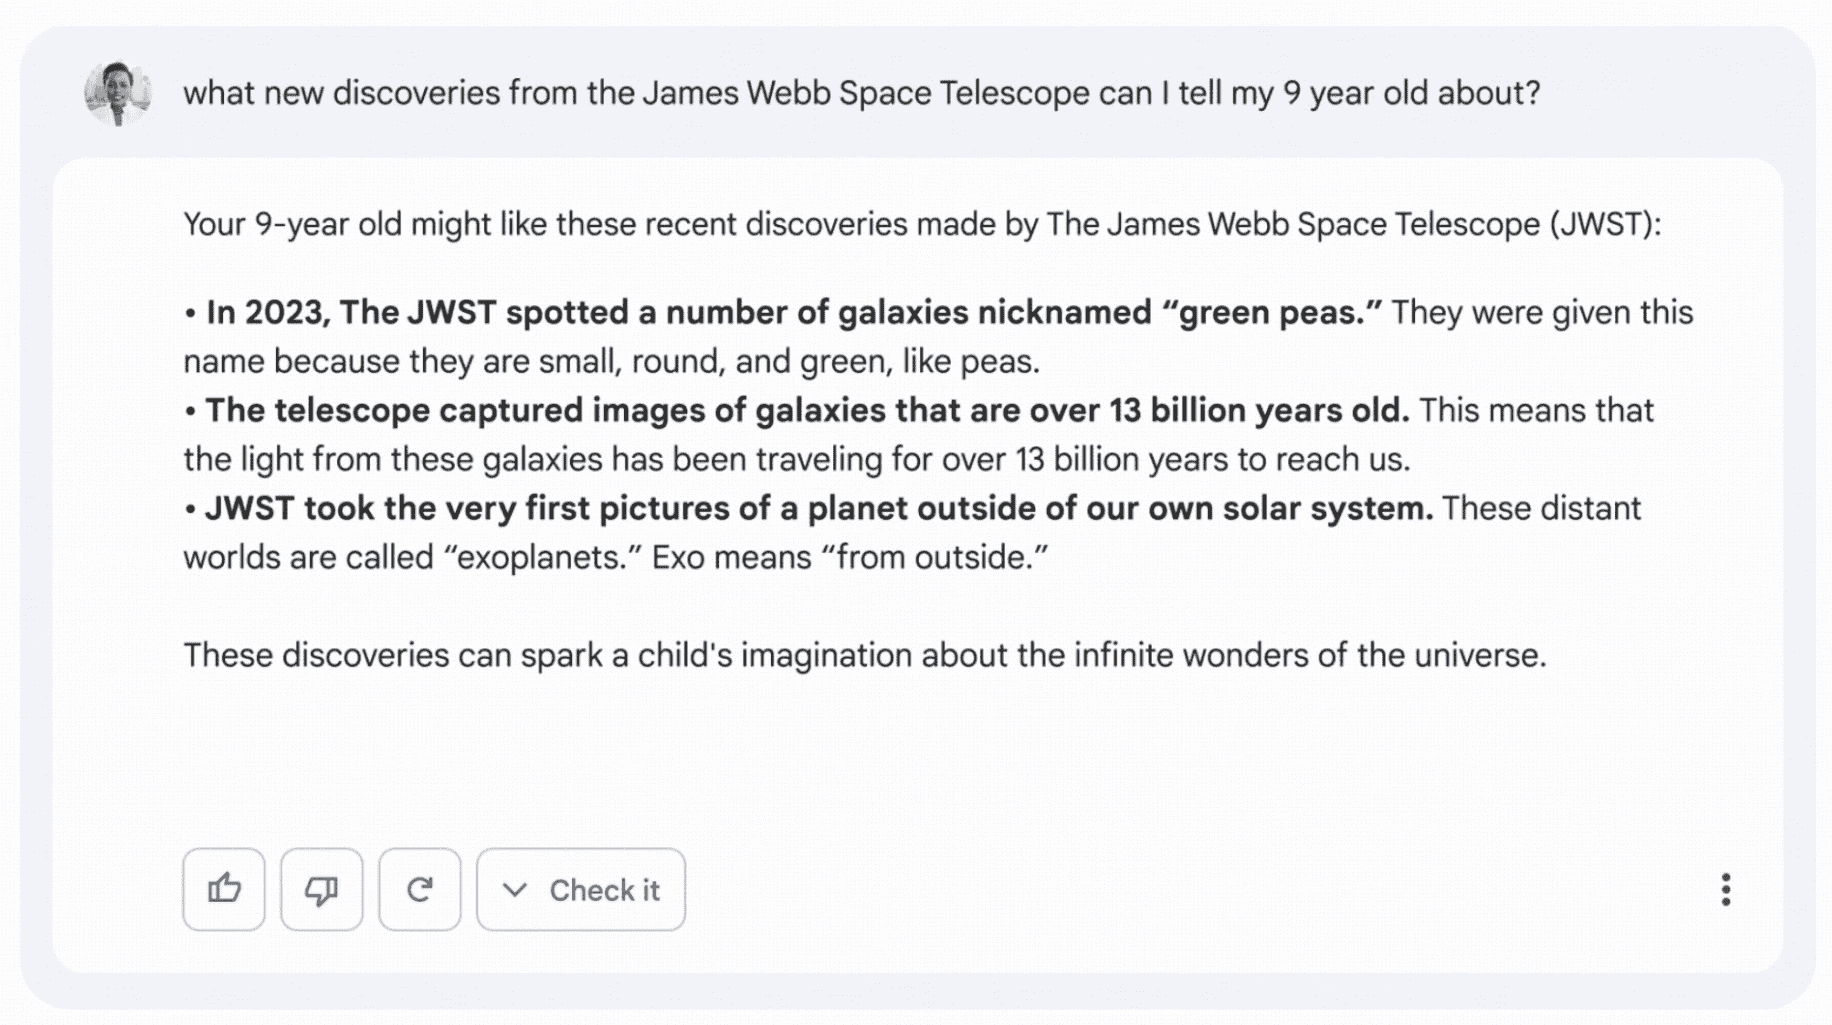 what new discoveries from the James Webb Space Telescope can I tell my 9 year old about?
Your 9-year old might like these recent discoveries made by The James Webb Space Telescope (JWST):
• In 2023, The JWST spotted a number of galaxies nicknamed “green peas.” They were given this
name because they are small, round, and green, like peas.
• The telescope captured images of galaxies that are over 13 billion years old. This means that
the light from these galaxies has been traveling for over 13 billion years to reach us.
• JWST took the very first pictures of a planet outside of our own solar system. These distant
worlds are called “exoplanets.” Exo means “from outside.”
These discoveries can spark a child's imagination about the infinite wonders of the universe.
Check it